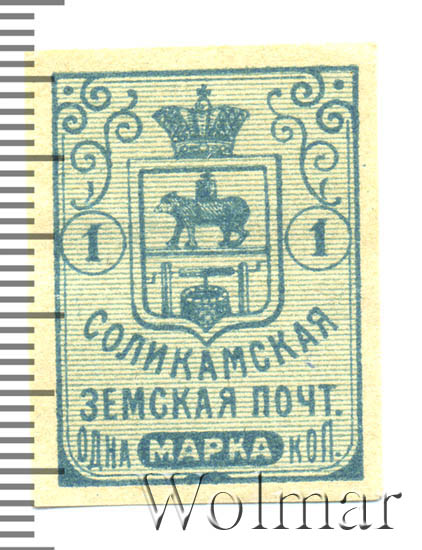 1 1
СОЛИКАМСКАЯ
ЗЕМСКАЯ ПОЧТ.
ОДНА МАРКА КОП.
Wolmar